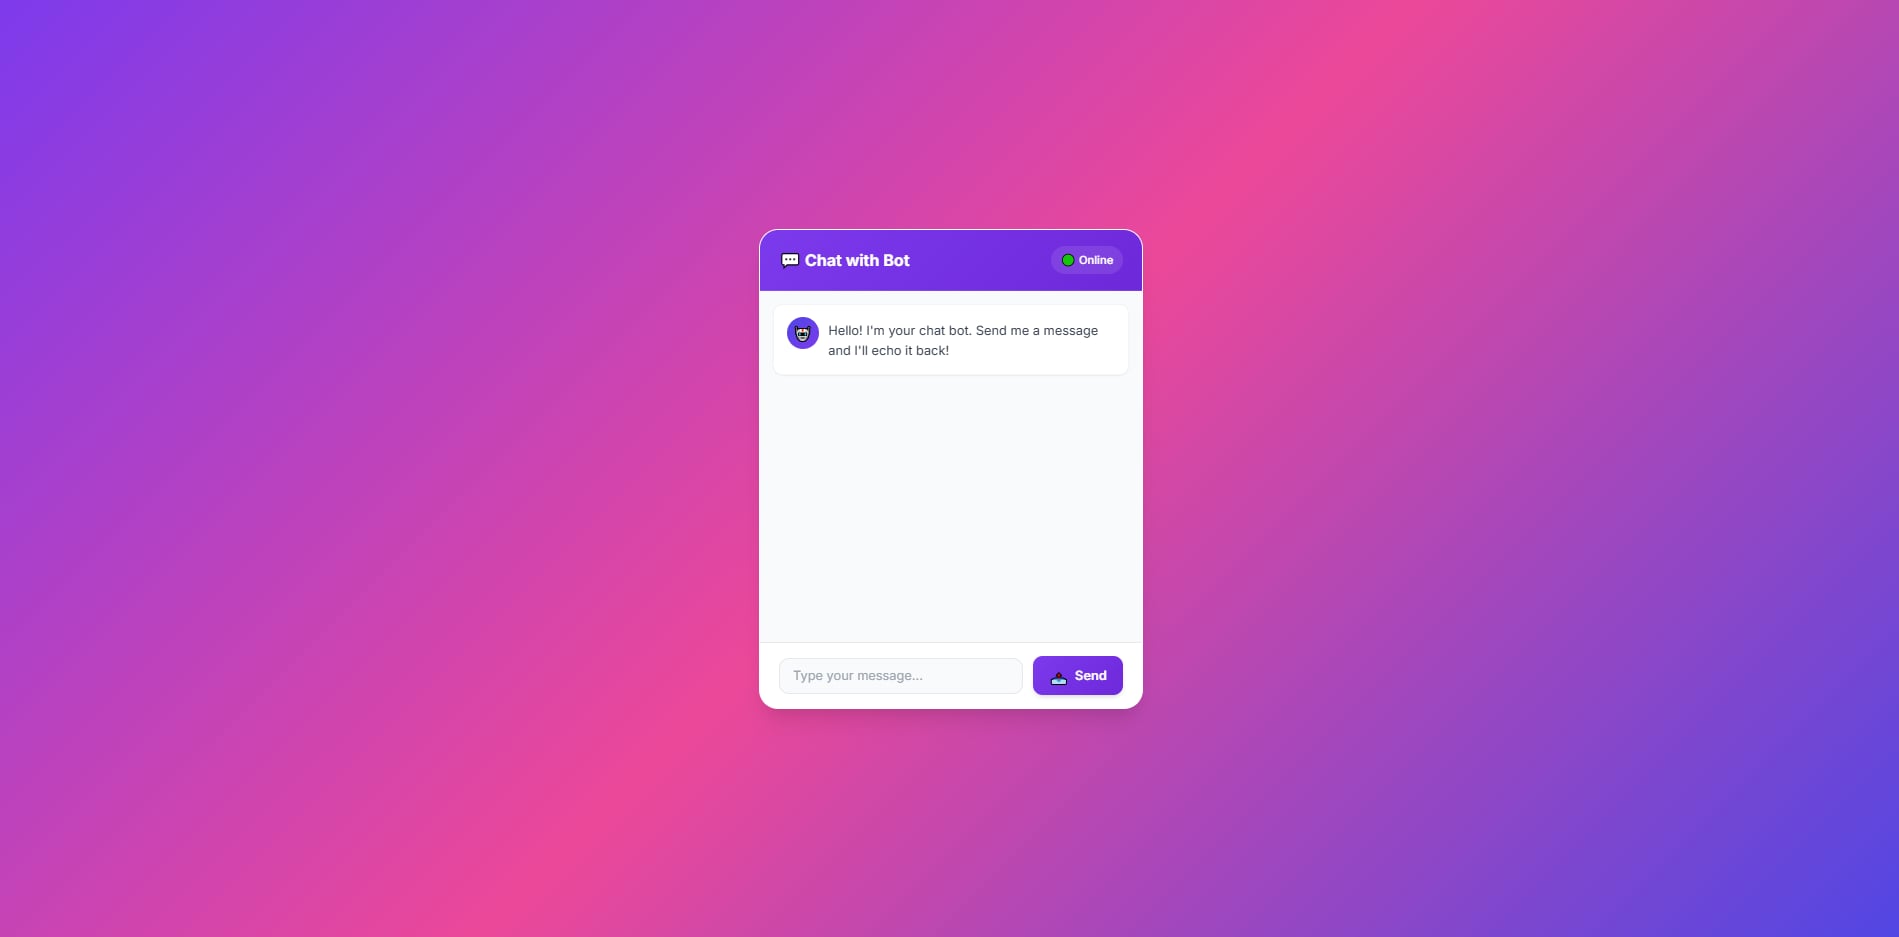 Chat with Bot
Online
Hello! I'm your chat bot. Send me a message
and I'll echo it back!
Type your message...
Send